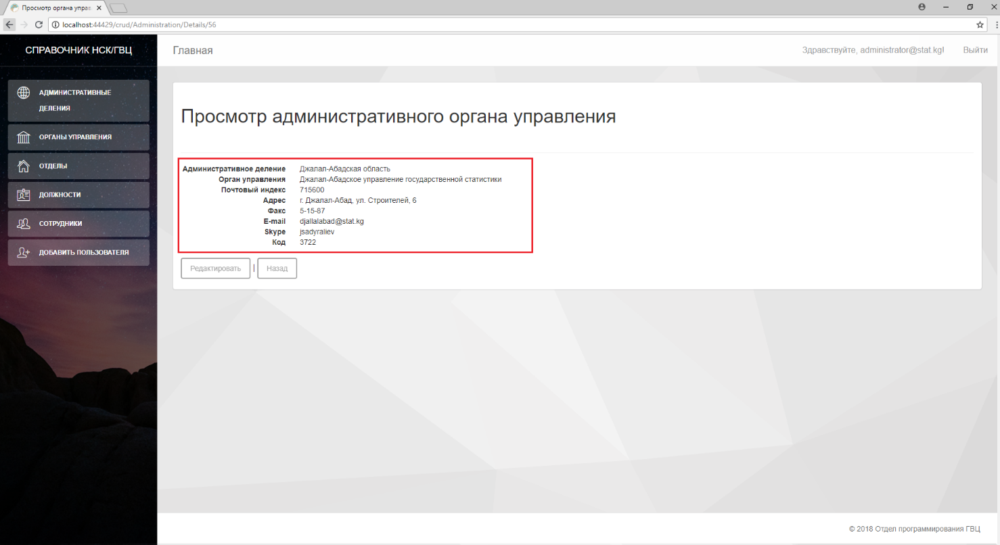 Просмотр органа управ
localhost:44429/crud/Administration/Details/56
СПРАВОЧНИК НСК/ГВЦ
Главная
Здравствуйте, administrator@stat.kg!
Выйти
АДМИНИСТРАТИВНЫЕ
ДЕЛЕНИЯ
ОРГАНЫ УПРАВЛЕНИЯ
ОТДЕЛЫ
ДОЛЖНОСТИ
СОТРУДНИКИ
ДОБАВИТЬ ПОЛЬЗОВАТЕЛЯ
Просмотр административного органа управления
Административное деление Джалал-Абадская область
Орган управления Джалал-Абадское управление государственной статистики
Почтовый индекс 715600
Адрес г. Джалал-Абад, ул. Строителей, 6
Факс 5-15-87
E-mail djallalabad@stat.kg
Skype jsadyraliev
Код 3722
Редактировать | Назад
© 2018 Отдел программирования ГВЦ